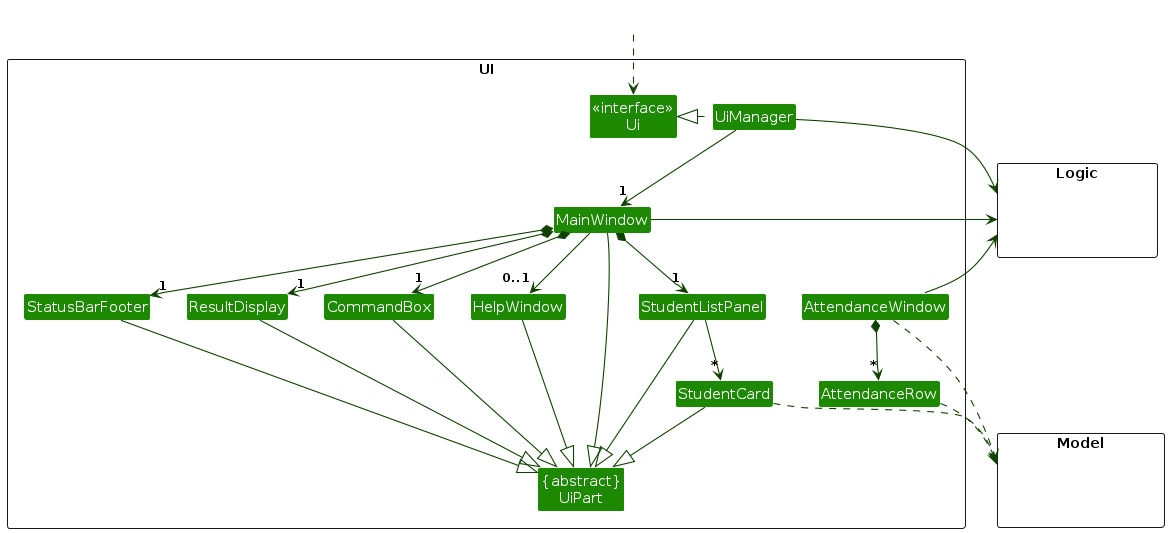 UI
«interface»
Ui
UiManager
Logic
1
MainWindow
1
1
1
0..1
1
StatusBarFooter
ResultDisplay
CommandBox
HelpWindow
StudentListPanel
AttendanceWindow
*
*
StudentCard
AttendanceRow
Model
{abstract}
UiPart